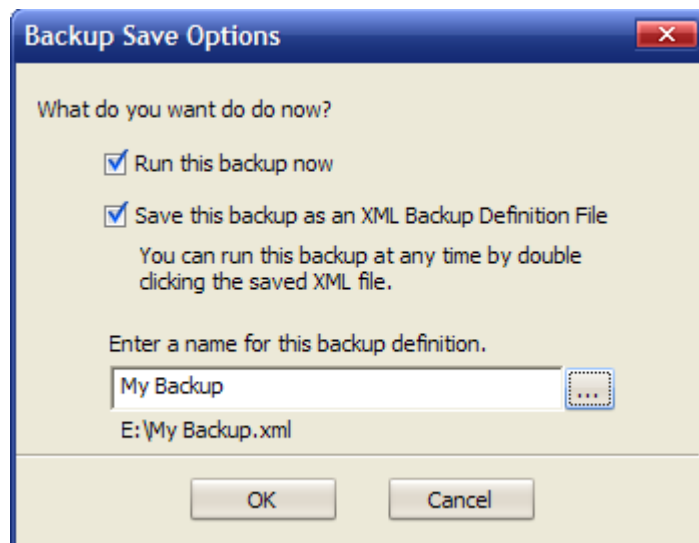 Backup Save Options
What do you want do do now?
Run this backup now
Save this backup as an XML Backup Definition File
You can run this backup at any time by double
clicking the saved XML file.
Enter a name for this backup definition.
My Backup
...
E:\My Backup.xml
OK Cancel